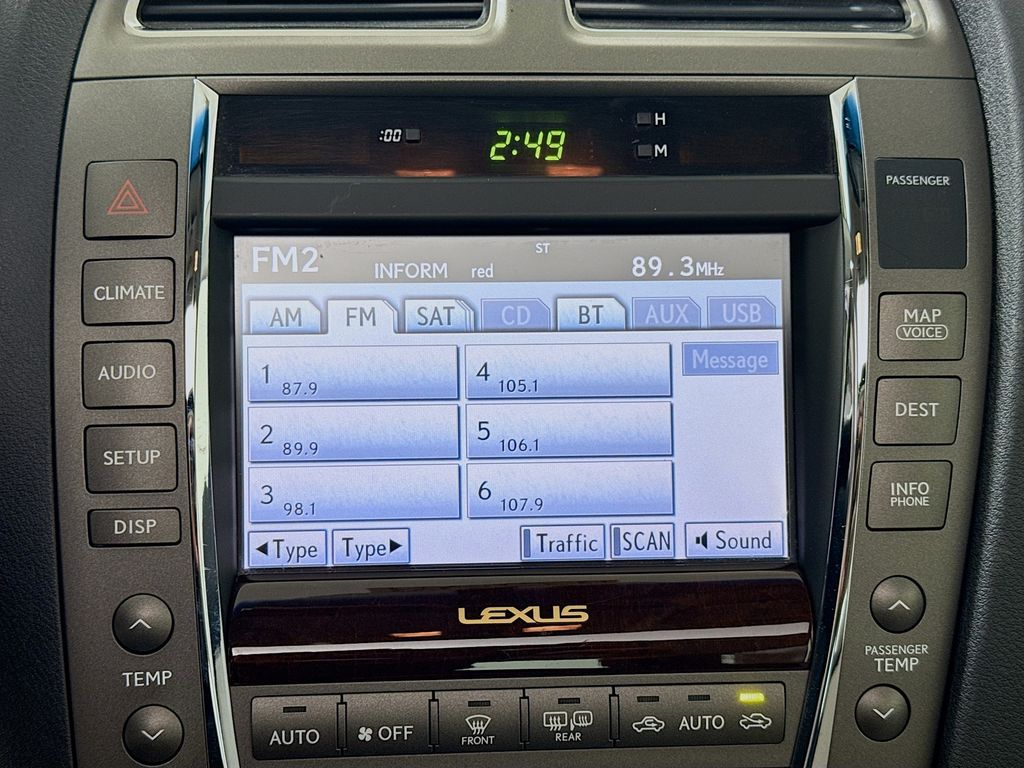 :00
2:49
H
M
PASSENGER
FM2
ST
INFORM red
89.3MHz
AM FM SAT CD BT AUX USB
1 87.9
4 105.1
Message
2 89.9
5 106.1
3 98.1
6 107.9
◀Type Type▶ Traffic SCAN Sound
CLIMATE
AUDIO
SETUP
DISP
MAP
VOICE
DEST
INFO
PHONE
LEXUS
TEMP
PASSENGER
TEMP
AUTO
OFF
FRONT
REAR
AUTO